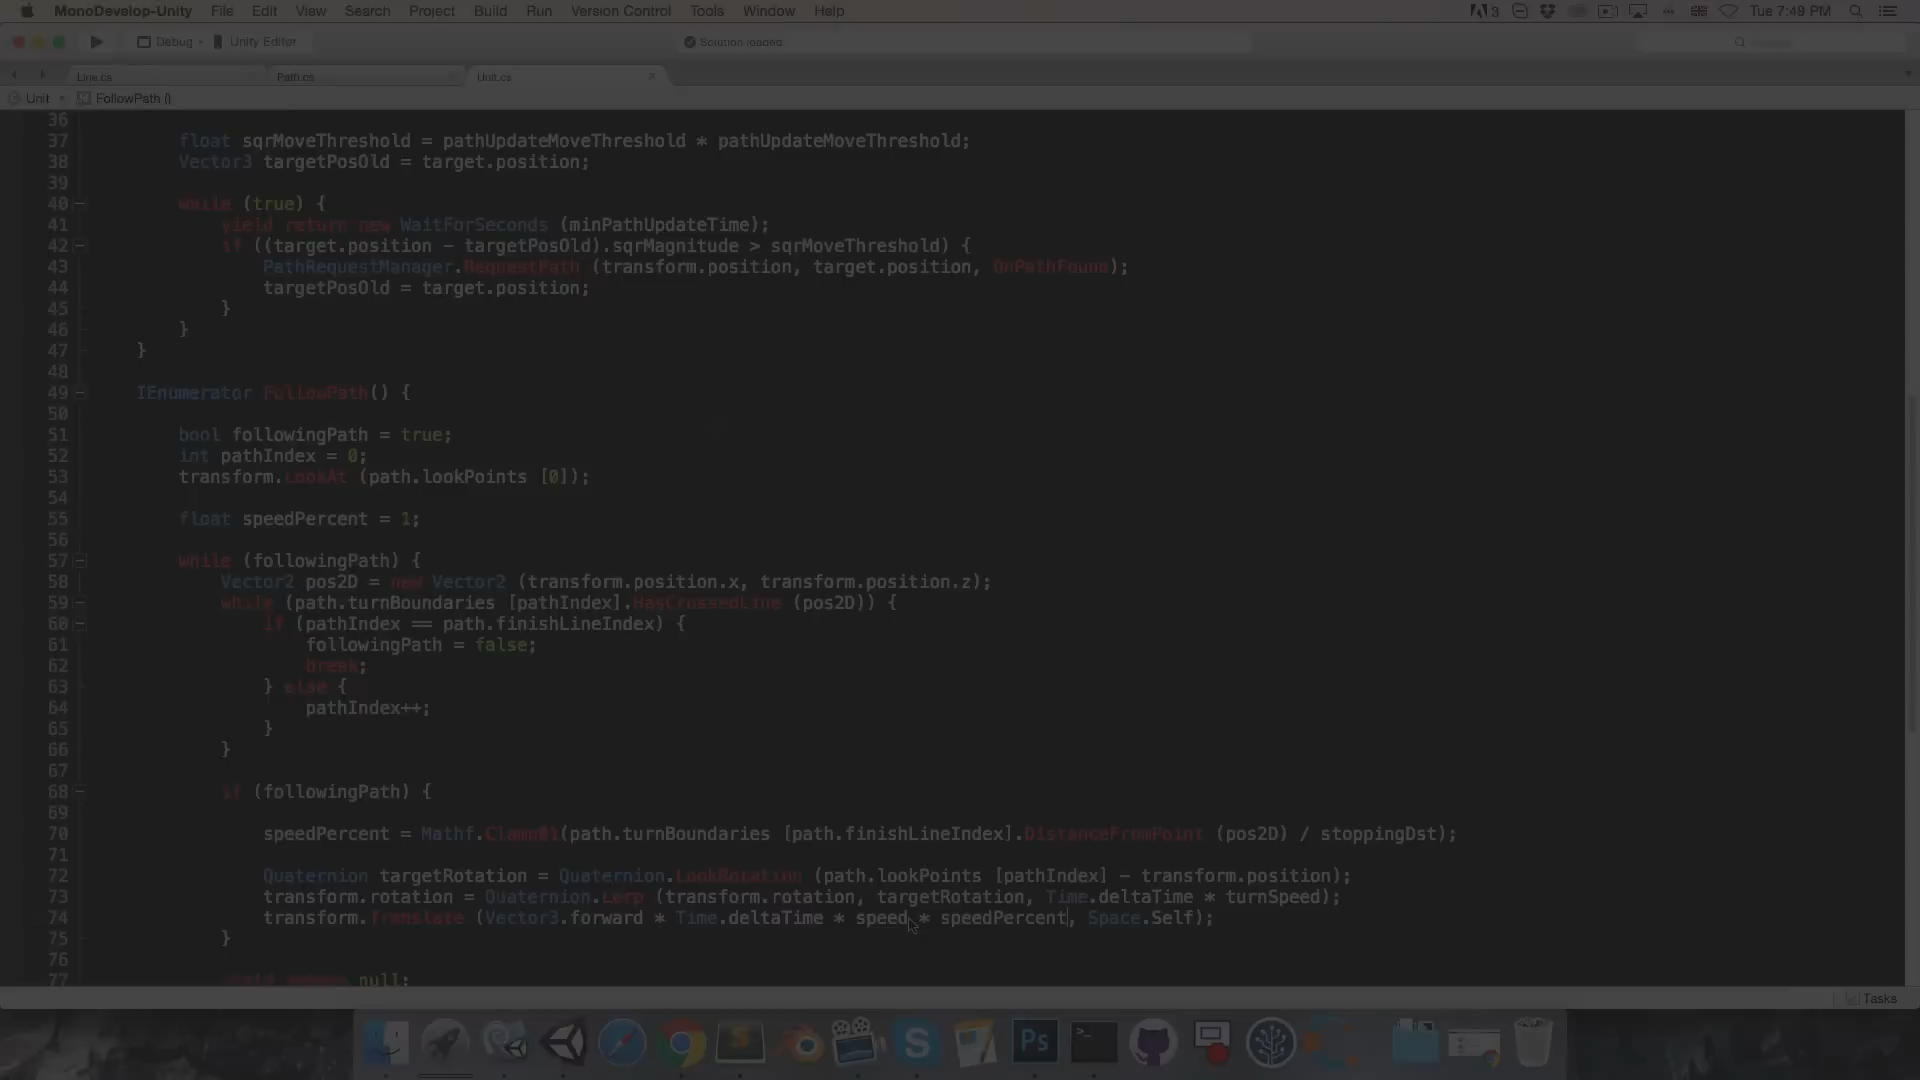 MonoDevelop-Unity File Edit View Search Project Build Run Version Control Tools Window Help 3 Tue 7:49 PM
Debug Unity Editor Solution loaded.
Line.cs Path.cs Unit.cs
Unit FollowPath ()
36
37 float sqrMoveThreshold = pathUpdateMoveThreshold * pathUpdateMoveThreshold;
38 Vector3 targetPosOld = target.position;
39
40 while (true) {
41 yield return new WaitForSeconds (minPathUpdateTime);
42 if ((target.position - targetPosOld).sqrMagnitude > sqrMoveThreshold) {
43 PathRequestManager.RequestPath (transform.position, target.position, OnPathFound);
44 targetPosOld = target.position;
45 }
46 }
47 }
48
49 IEnumerator FollowPath() {
50
51 bool followingPath = true;
52 int pathIndex = 0;
53 transform.LookAt (path.lookPoints [0]);
54
55 float speedPercent = 1;
56
57 while (followingPath) {
58 Vector2 pos2D = new Vector2 (transform.position.x, transform.position.z);
59 while (path.turnBoundaries [pathIndex].HasCrossedLine (pos2D)) {
60 if (pathIndex == path.finishLineIndex) {
61 followingPath = false;
62 break;
63 } else {
64 pathIndex++;
65 }
66 }
67
68 if (followingPath) {
69
70 speedPercent = Mathf.Clamp01(path.turnBoundaries [path.finishLineIndex].DistanceFromPoint (pos2D) / stoppingDst);
71
72 Quaternion targetRotation = Quaternion.LookRotation (path.lookPoints [pathIndex] - transform.position);
73 transform.rotation = Quaternion.Lerp (transform.rotation, targetRotation, Time.deltaTime * turnSpeed);
74 transform.Translate (Vector3.forward * Time.deltaTime * speed * speedPercent, Space.Self);
75 }
76
77 yield return null;
Tasks
Ps